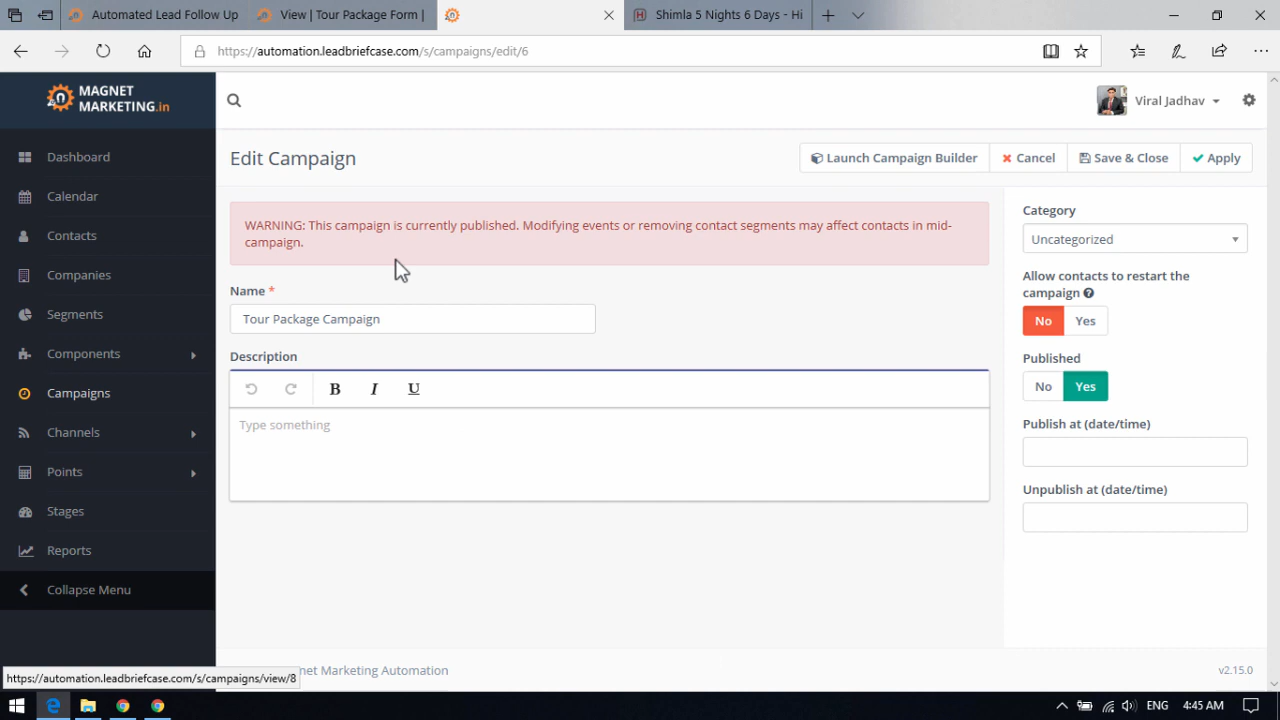 Automated Lead Follow Up
View | Tour Package Form |
Shimla 5 Nights 6 Days - Hi
https://automation.leadbriefcase.com/s/campaigns/edit/6
MAGNET
MARKETING.in
Viral Jadhav
Dashboard
Calendar
Contacts
Companies
Segments
Components
Campaigns
Channels
Points
Stages
Reports
Collapse Menu
Edit Campaign
Launch Campaign Builder
Cancel
Save & Close
Apply
WARNING: This campaign is currently published. Modifying events or removing contact segments may affect contacts in mid-
campaign.
Name *
Tour Package Campaign
Description
B I U
Type something
Category
Uncategorized
Allow contacts to restart the
campaign
No Yes
Published
No Yes
Publish at (date/time)
Unpublish at (date/time)
net Marketing Automation
v2.15.0
https://automation.leadbriefcase.com/s/campaigns/view/8
ENG
4:45 AM